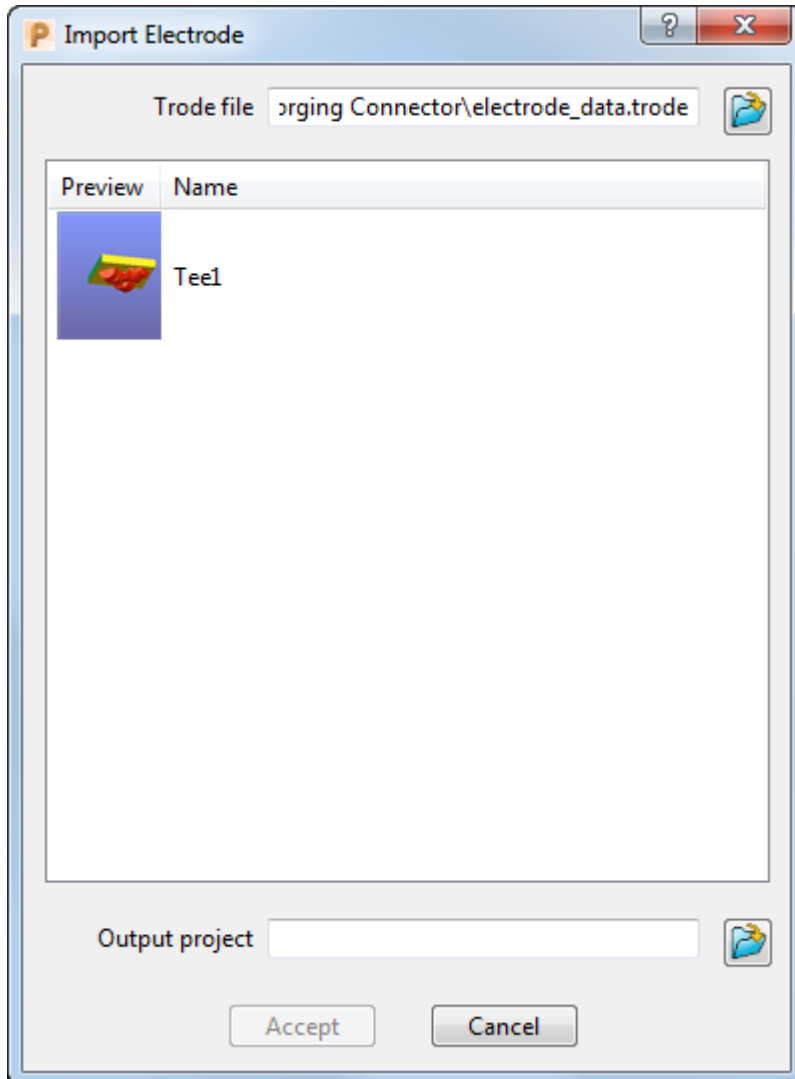 P Import Electrode
?
Trode file orging Connector\electrode_data.trode
Preview Name
Tee1
Output project
Accept Cancel